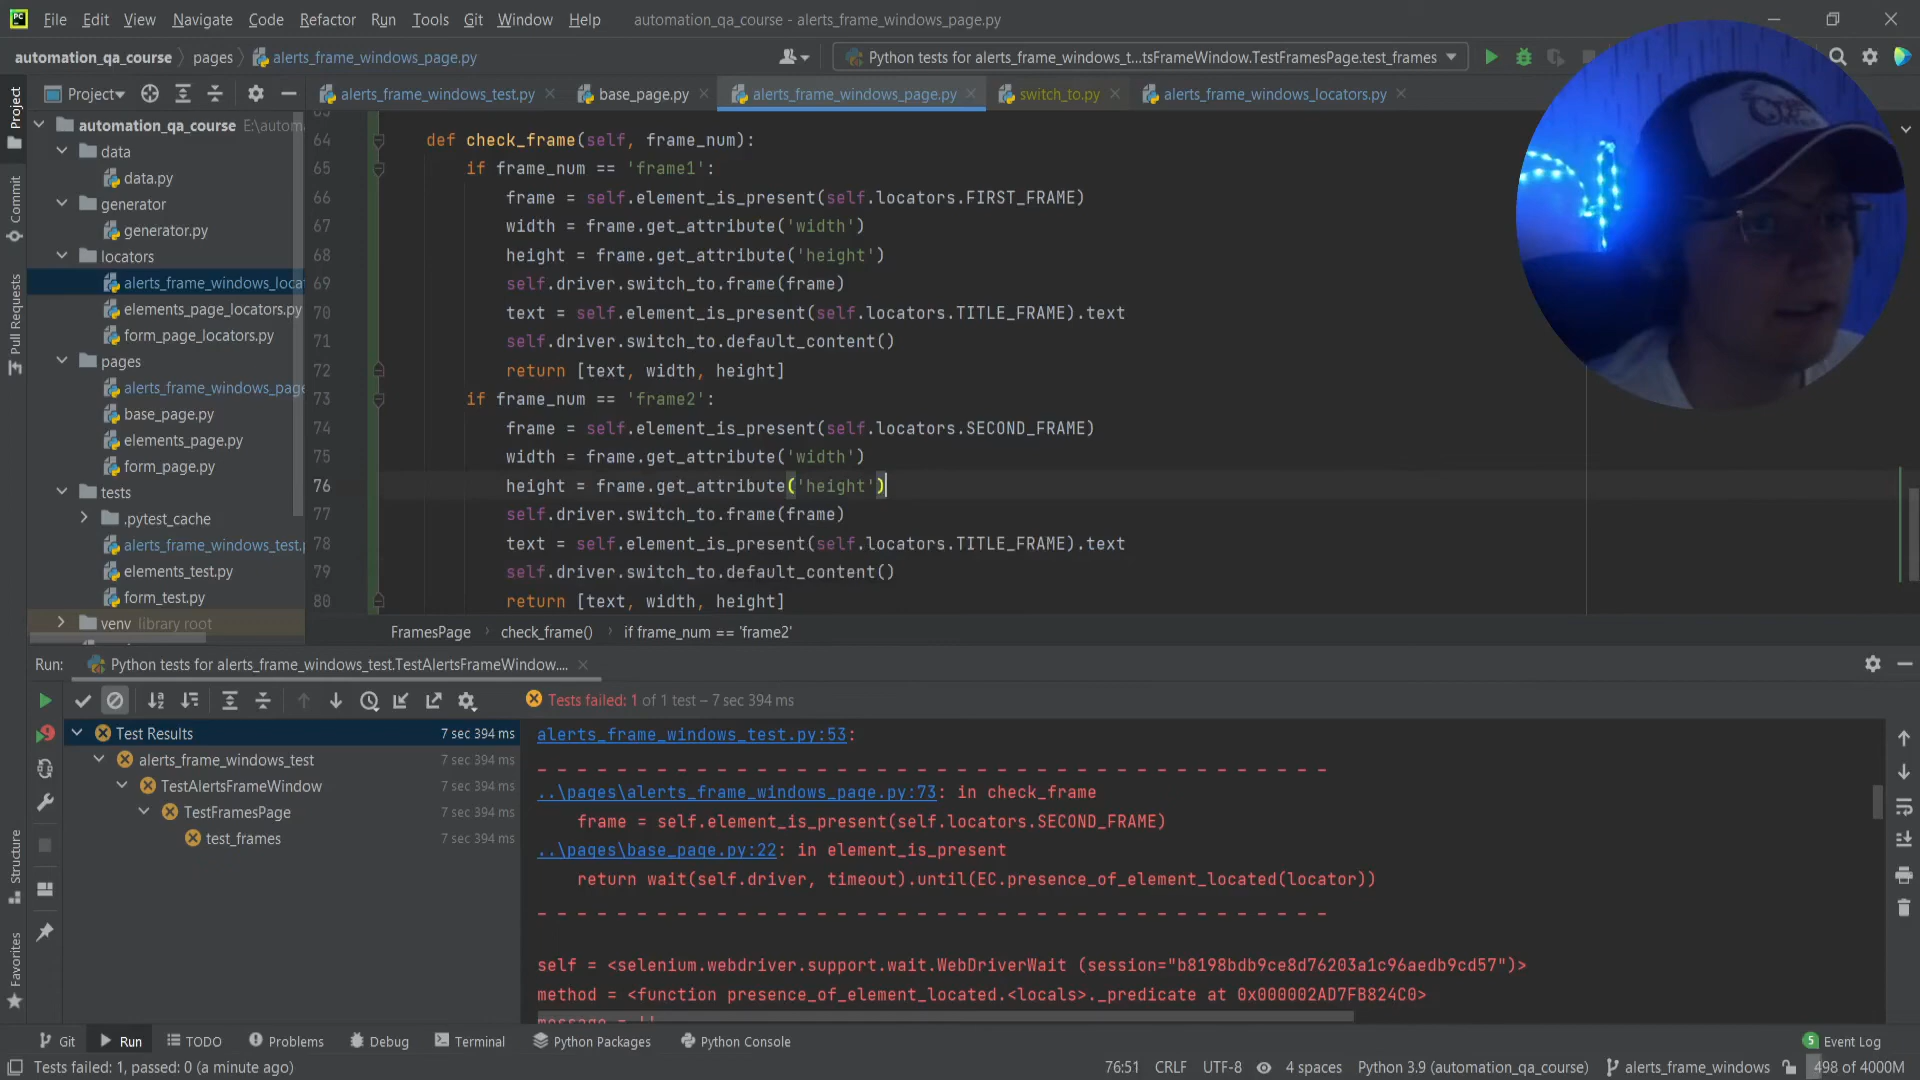 File Edit View Navigate Code Refactor Run Tools Git Window Help automation_qa_course - alerts_frame_windows_page.py
automation_qa_course pages alerts_frame_windows_page.py Python tests for alerts_frame_windows_t...tsFrameWindow.TestFramesPage.test_frames
Project alerts_frame_windows_test.py base_page.py alerts_frame_windows_page.py switch_to.py alerts_frame_windows_locators.py
automation_qa_course E:\autom
data
data.py
generator
generator.py
locators
alerts_frame_windows_loca
elements_page_locators.py
form_page_locators.py
pages
alerts_frame_windows_page
base_page.py
elements_page.py
form_page.py
tests
.pytest_cache
alerts_frame_windows_test.p
elements_test.py
form_test.py
venv library root
Project
Commit
Pull Requests
Structure
Favorites
64 def check_frame(self, frame_num):
65 if frame_num == 'frame1':
66 frame = self.element_is_present(self.locators.FIRST_FRAME)
67 width = frame.get_attribute('width')
68 height = frame.get_attribute('height')
69 self.driver.switch_to.frame(frame)
70 text = self.element_is_present(self.locators.TITLE_FRAME).text
71 self.driver.switch_to.default_content()
72 return [text, width, height]
73 if frame_num == 'frame2':
74 frame = self.element_is_present(self.locators.SECOND_FRAME)
75 width = frame.get_attribute('width')
76 height = frame.get_attribute('height')
77 self.driver.switch_to.frame(frame)
78 text = self.element_is_present(self.locators.TITLE_FRAME).text
79 self.driver.switch_to.default_content()
80 return [text, width, height]
FramesPage check_frame() if frame_num == 'frame2'
Run: Python tests for alerts_frame_windows_test.TestAlertsFrameWindow....
Tests failed: 1 of 1 test – 7 sec 394 ms
Test Results 7 sec 394 ms
alerts_frame_windows_test 7 sec 394 ms
TestAlertsFrameWindow 7 sec 394 ms
TestFramesPage 7 sec 394 ms
test_frames 7 sec 394 ms
alerts_frame_windows_test.py:53:
- - - - - - - - - - - - - - - - - - - - - - - - - - - - - - - - - - - - - - - -
..\pages\alerts_frame_windows_page.py:73: in check_frame
frame = self.element_is_present(self.locators.SECOND_FRAME)
..\pages\base_page.py:22: in element_is_present
return wait(self.driver, timeout).until(EC.presence_of_element_located(locator))
- - - - - - - - - - - - - - - - - - - - - - - - - - - - - - - - - - - - - - - -
self = <selenium.webdriver.support.wait.WebDriverWait (session="b8198bdb9ce8d76203a1c96aedb9cd57")>
method = <function presence_of_element_located.<locals>._predicate at 0x000002AD7FB824C0>
message = ''
Git Run TODO Problems Debug Terminal Python Packages Python Console 5 Event Log
Tests failed: 1, passed: 0 (a minute ago) 76:51 CRLF UTF-8 4 spaces Python 3.9 (automation_qa_course) alerts_frame_windows 498 of 4000M